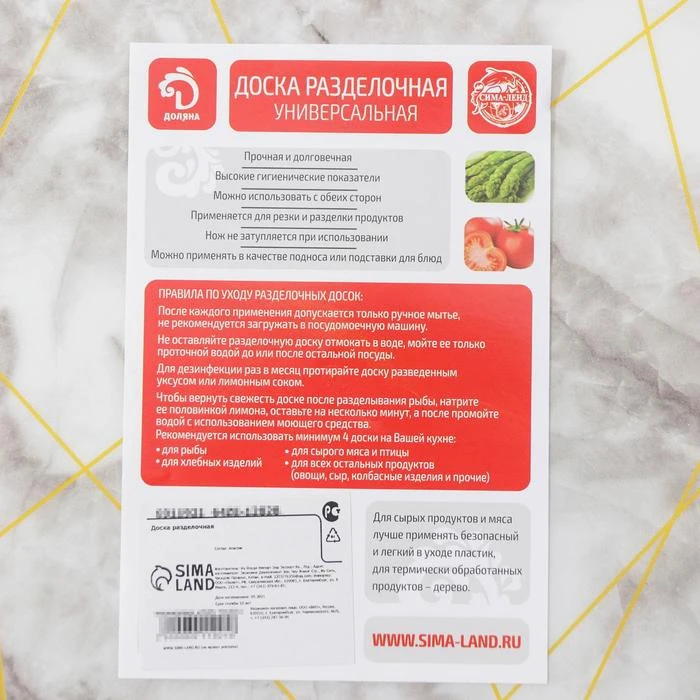 ДОЛЯНА
ДОСКА РАЗДЕЛОЧНАЯ
УНИВЕРСАЛЬНАЯ
СИМА-ЛЕНД
Прочная и долговечная
Высокие гигиенические показатели
Можно использовать с обеих сторон
Применяется для резки и разделки продуктов
Нож не затупляется при использовании
Можно применять в качестве подноса или подставки для блюд
ПРАВИЛА ПО УХОДУ РАЗДЕЛОЧНЫХ ДОСОК:
После каждого применения допускается только ручное мытье,
не рекомендуется загружать в посудомоечную машину.
Не оставляйте разделочную доску отмокать в воде, мойте ее только
проточной водой до или после остальной посуды.
Для дезинфекции раз в месяц протирайте доску разведенным
уксусом или лимонным соком.
Чтобы вернуть свежесть доске после разделывания рыбы, натрите
ее половинкой лимона, оставьте на несколько минут, а после промойте
водой с использованием моющего средства.
Рекомендуется использовать минимум 4 доски на Вашей кухне:
• для рыбы
• для хлебных изделий
• для сырого мяса и птицы
• для всех остальных продуктов
(овощи, сыр, колбасные изделия и прочие)
Доска разделочная
SIMA
LAND
Для сырых продуктов и мяса
лучше применять безопасный
и легкий в уходе пластик,
для термически обработанных
продуктов – дерево.
WWW.SIMA-LAND.RU